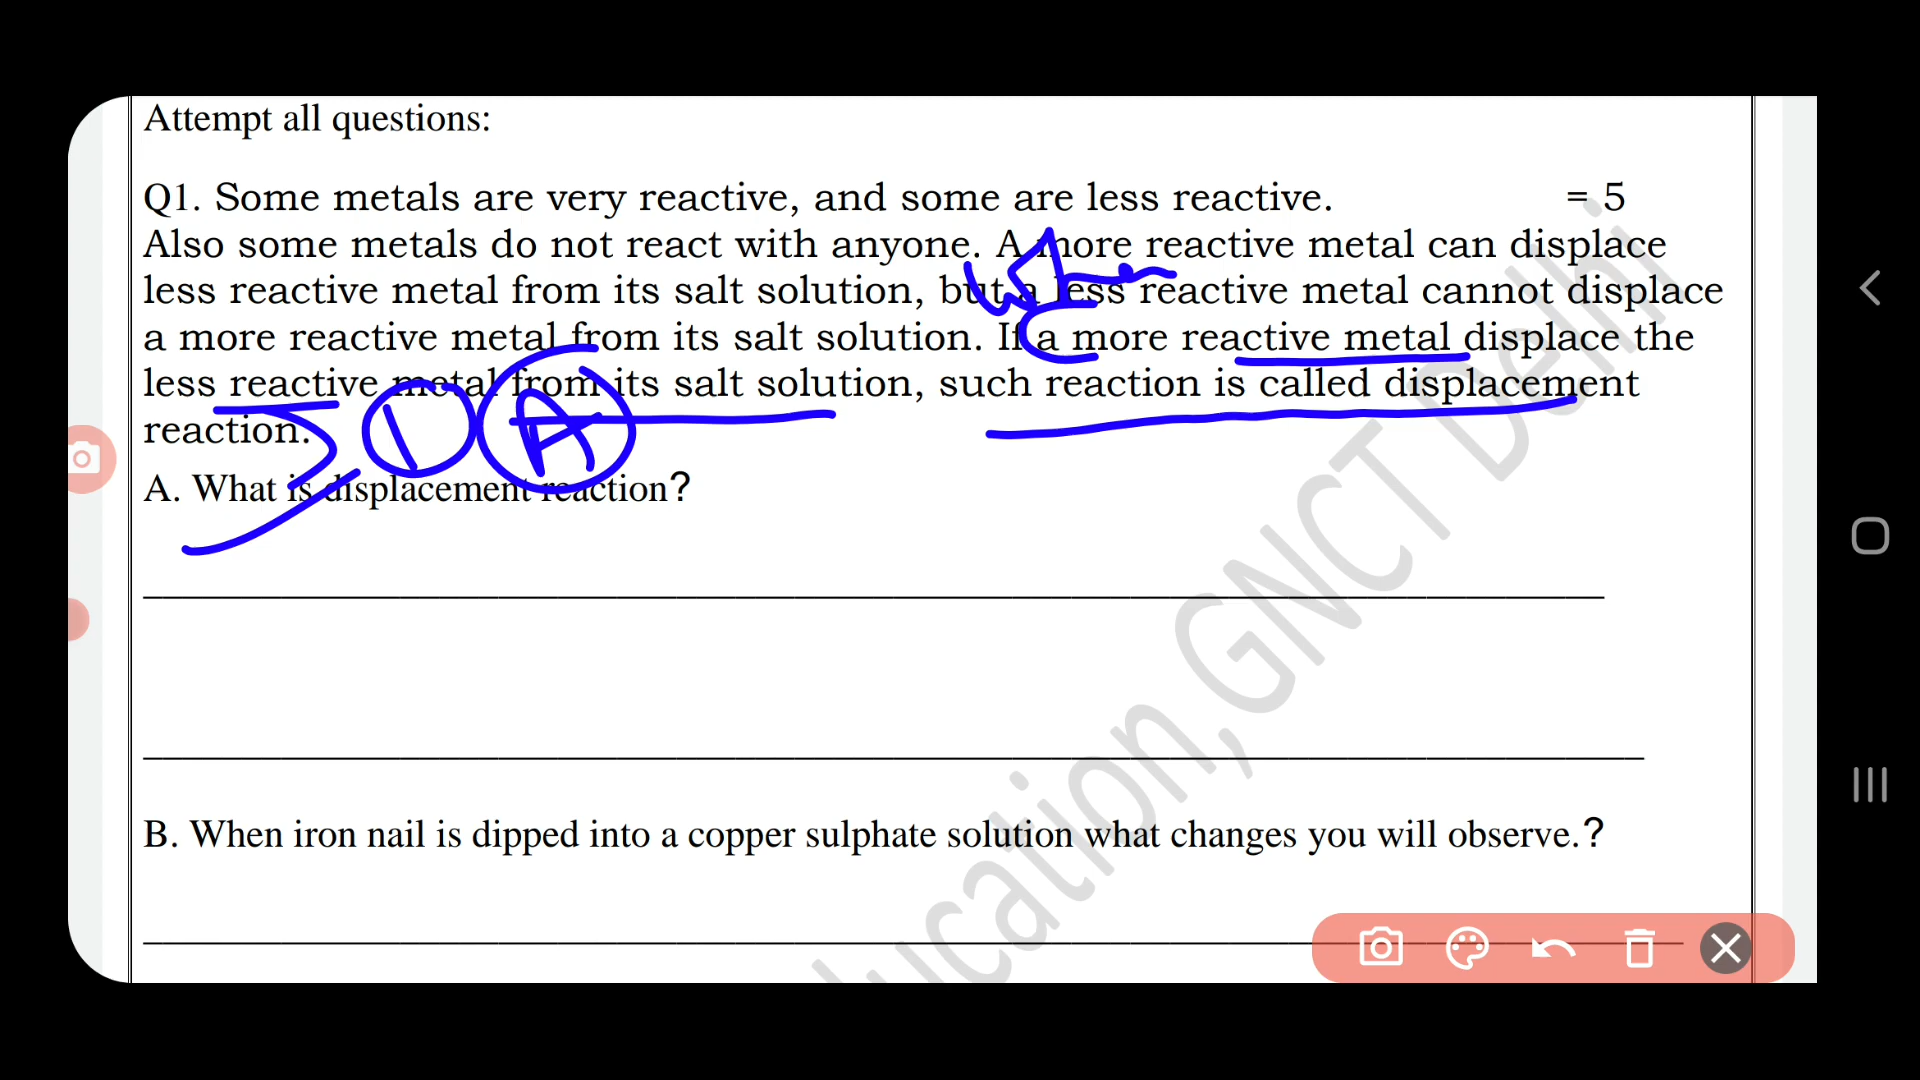 Attempt all questions:
Q1. Some metals are very reactive, and some are less reactive. = 5
Also some metals do not react with anyone. A more reactive metal can displace
less reactive metal from its salt solution, but a less reactive metal cannot displace
a more reactive metal from its salt solution. If a more reactive metal displace the
less reactive metal from its salt solution, such reaction is called displacement
reaction.
1 A
A. What is displacement reaction?
B. When iron nail is dipped into a copper sulphate solution what changes you will observe.?
ucation, GNCT Delhi